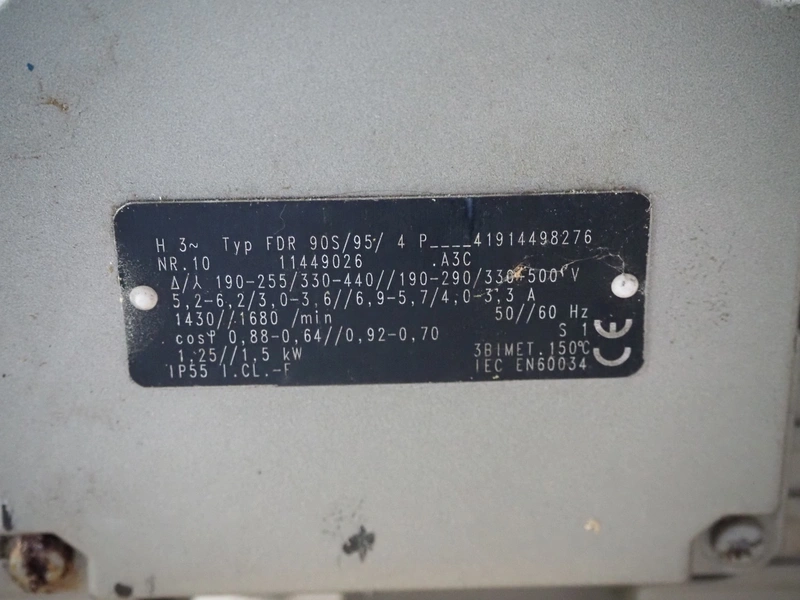 H 3~ Typ FDR 90S/95/ 4 P____41914498276
NR.10 11449026 .A3C
Δ/⅄ 190-255/330-440//190-290/330-500 V
5,2-6,2/3,0-3,6//6,9-5,7/4,0-3,3 A
1430//1680 /min 50//60 Hz
cosφ 0,88-0,64//0,92-0,70 S 1
1.25//1.5 kW 3BIMET.150°C
IP55 I.CL.-F IEC EN60034
CE